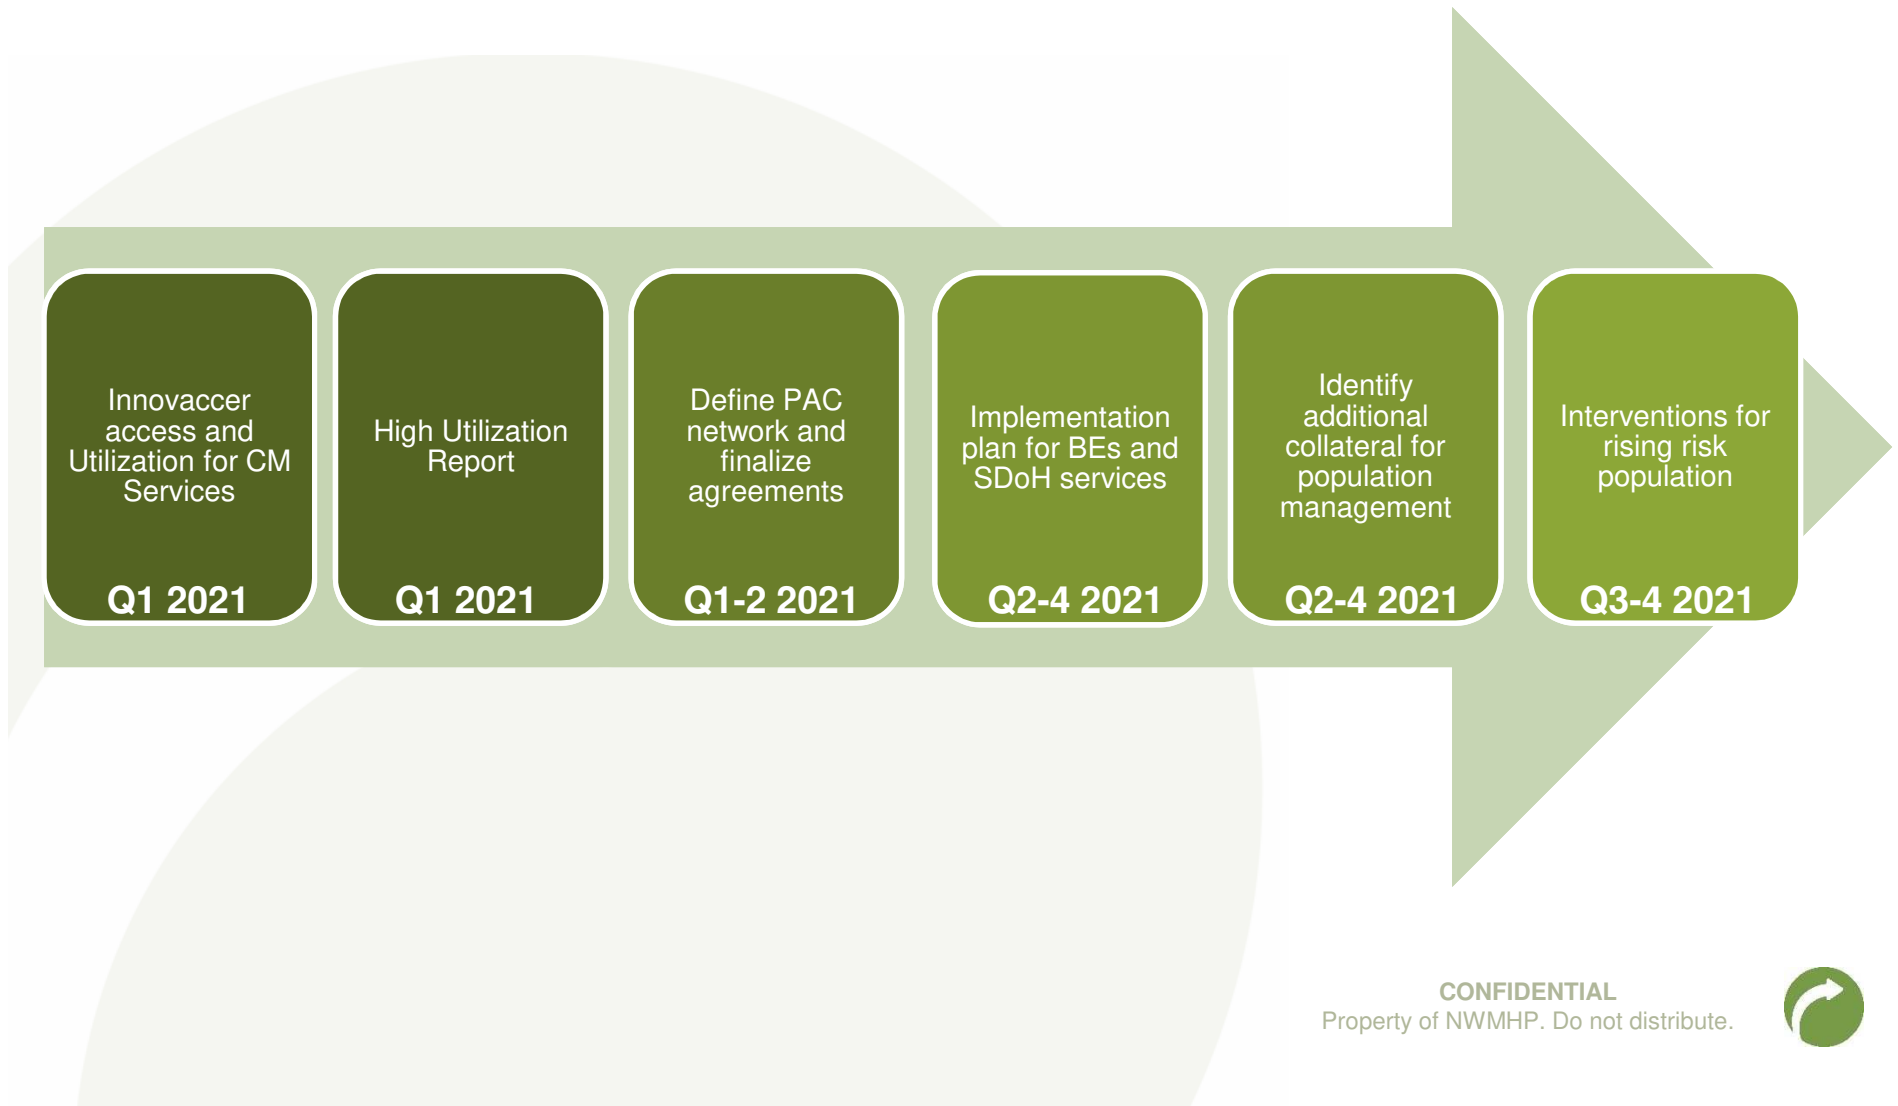 Innovaccer
access and
Utilization for CM
Services
Q1 2021
High Utilization
Report
Q1 2021
Define PAC
network and
finalize
agreements
Q1-2 2021
Implementation
plan for BEs and
SDoH services
Q2-4 2021
Identify
additional
collateral for
population
management
Q2-4 2021
Interventions for
rising risk
population
Q3-4 2021
CONFIDENTIAL
Property of NWMHP. Do not distribute.